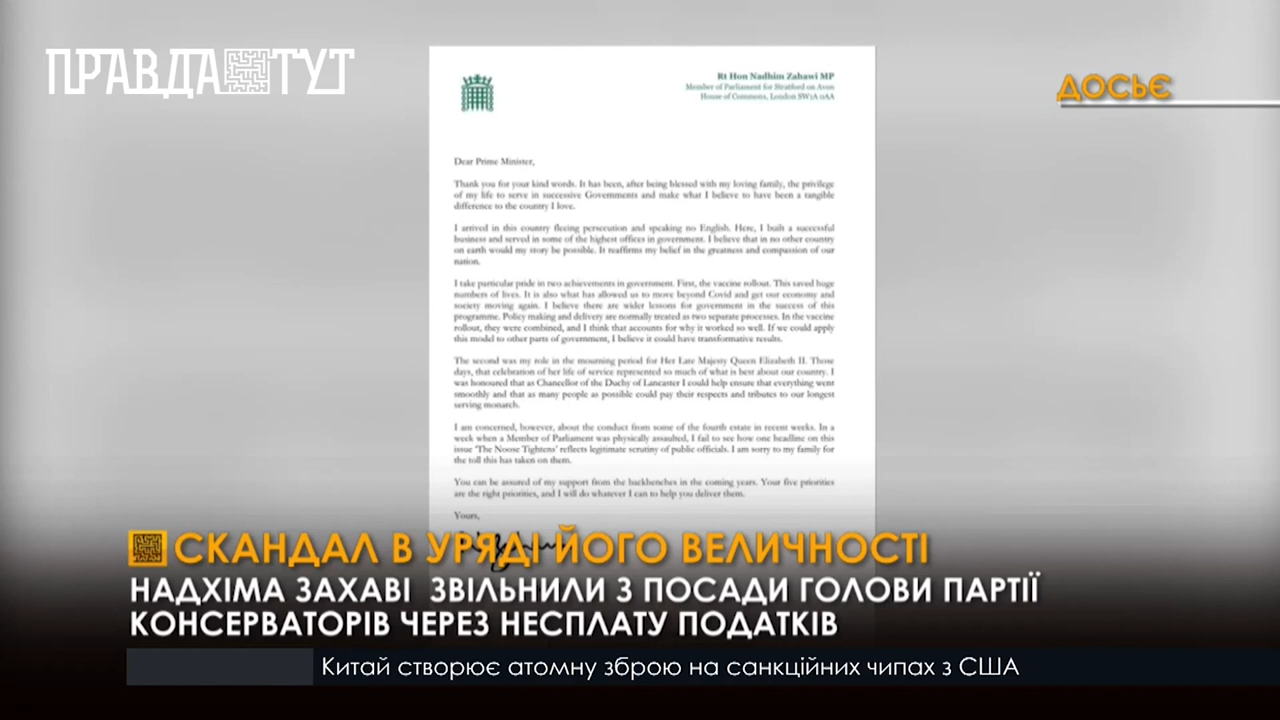 ПРАВДА ТУТ
ДОСЬЄ
Rt Hon Nadhim Zahawi MP
Member of Parliament for Stratford on Avon
House of Commons, London SW1A 0AA
Dear Prime Minister,
Thank you for your kind words. It has been, after being blessed with my loving family, the privilege
of my life to serve in successive Governments and make what I believe to have been a tangible
difference to the country I love.
I arrived in this country fleeing persecution and speaking no English. Here, I built a successful
business and served in some of the highest offices in government. I believe that in no other country
on earth would my story be possible. It reaffirms my belief in the greatness and compassion of our
nation.
I take particular pride in two achievements in government. First, the vaccine rollout. This saved huge
numbers of lives. It is also what has allowed us to move beyond Covid and get our economy and
society moving again. I believe there are wider lessons for government in the success of this
programme. Policy making and delivery are normally treated as two separate processes. In the vaccine
rollout, they were combined, and I think that accounts for why it worked so well. If we could apply
this model to other parts of government, I believe it could have transformative results.
The second was my role in the mourning period for Her Late Majesty Queen Elizabeth II. Those
days, that celebration of her life of service represented so much of what is best about our country. I
was honoured that as Chancellor of the Duchy of Lancaster I could help ensure that everything went
smoothly and that as many people as possible could pay their respects and tributes to our longest
serving monarch.
I am concerned, however, about the conduct from some of the fourth estate in recent weeks. In a
week when a Member of Parliament was physically assaulted, I fail to see how one headline on this
issue 'The Noose Tightens' reflects legitimate scrutiny of public officials. I am sorry to my family for
the toll this has taken on them.
You can be assured of my support from the backbenches in the coming years. Your five priorities
are the right priorities, and I will do whatever I can to help you deliver them.
Yours,
СКАНДАЛ В УРЯДІ ЙОГО ВЕЛИЧНОСТІ
НАДХІМА ЗАХАВІ ЗВІЛЬНИЛИ З ПОСАДИ ГОЛОВИ ПАРТІЇ
КОНСЕРВАТОРІВ ЧЕРЕЗ НЕСПЛАТУ ПОДАТКІВ
Китай створює атомну зброю на санкційних чипах з США